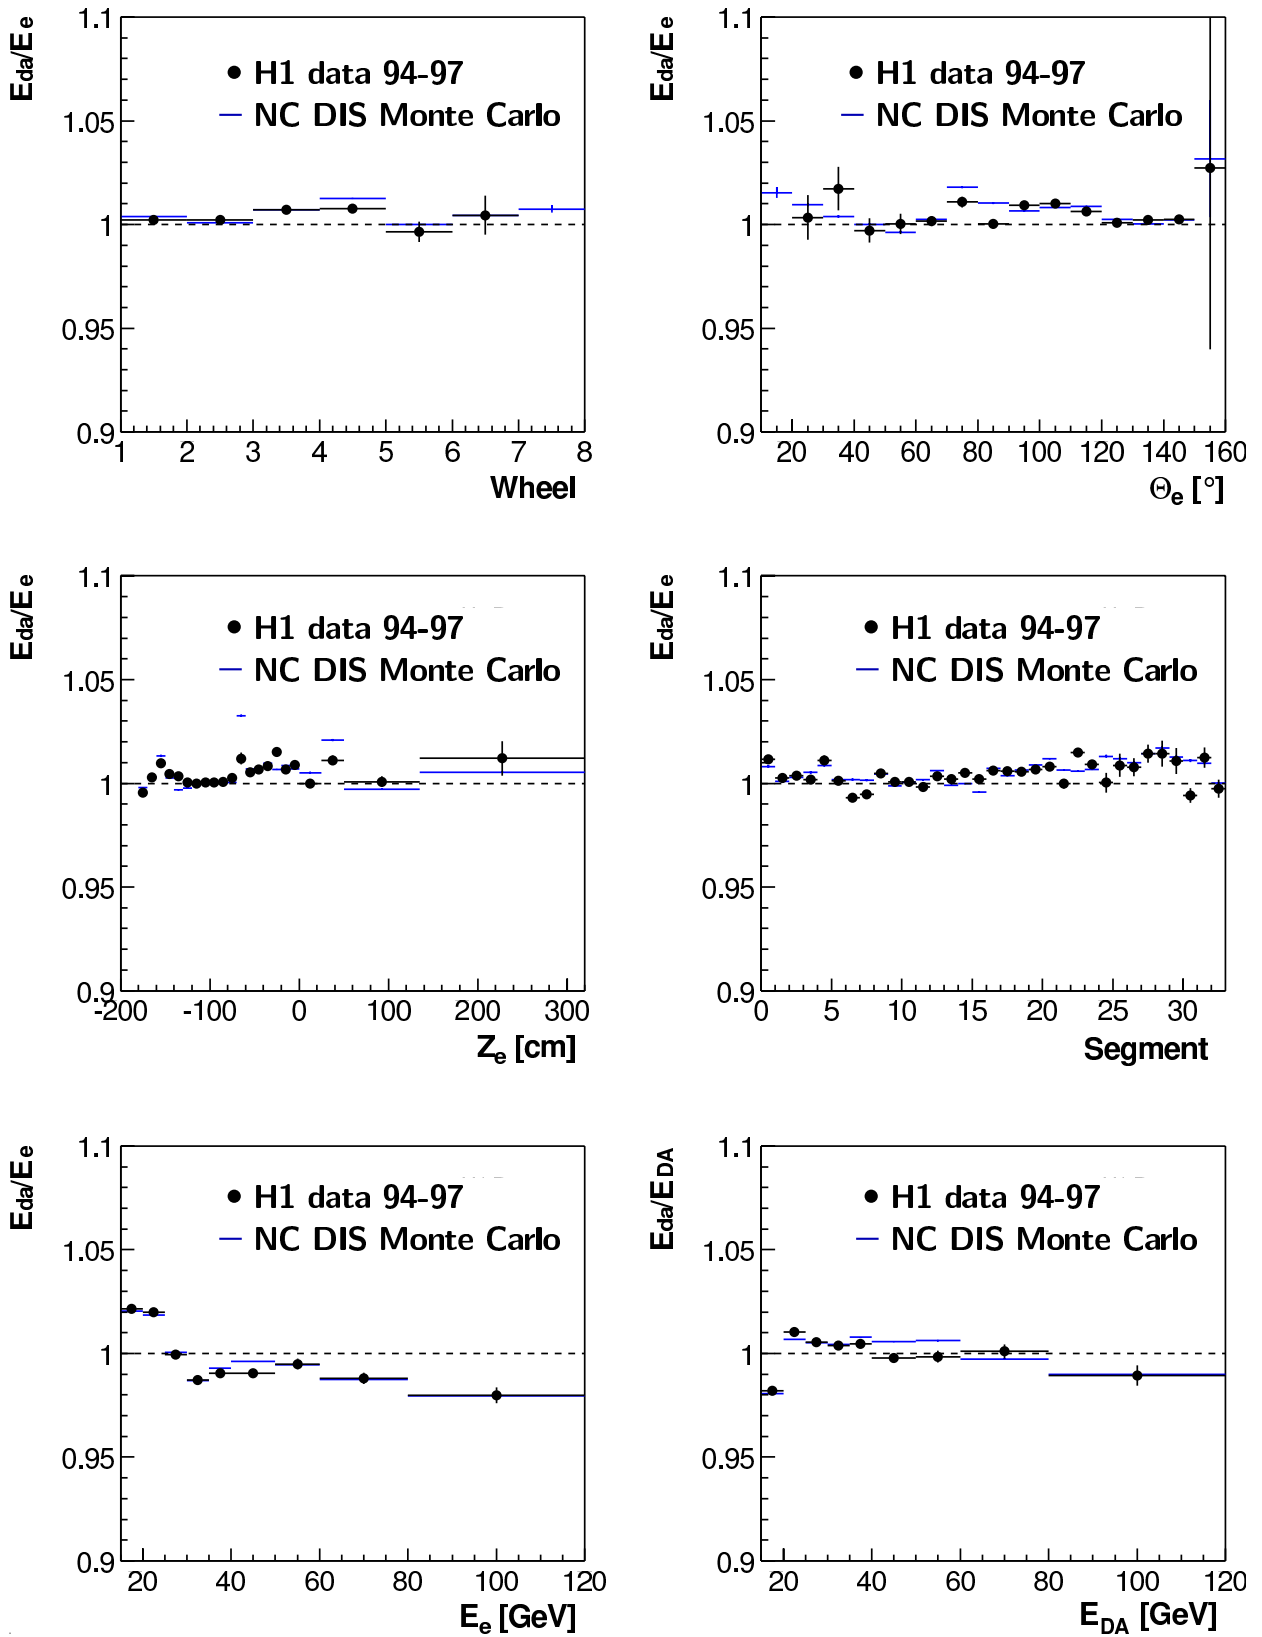 Eda/Ee
1.1
1.05
1
0.95
0.9
H1 data 94-97
NC DIS Monte Carlo
1 2 3 4 5 6 7 8
Wheel
Eda/Ee
1.1
1.05
1
0.95
0.9
H1 data 94-97
NC DIS Monte Carlo
20 40 60 80 100 120 140 160
Θe [°]
Eda/Ee
1.1
1.05
1
0.95
0.9
H1 data 94-97
NC DIS Monte Carlo
-200 -100 0 100 200 300
Ze [cm]
Eda/Ee
1.1
1.05
1
0.95
0.9
H1 data 94-97
NC DIS Monte Carlo
0 5 10 15 20 25 30
Segment
Eda/Ee
1.1
1.05
1
0.95
0.9
H1 data 94-97
NC DIS Monte Carlo
20 40 60 80 100 120
Ee [GeV]
Eda/EDA
1.1
1.05
1
0.95
0.9
H1 data 94-97
NC DIS Monte Carlo
20 40 60 80 100 120
EDA [GeV]